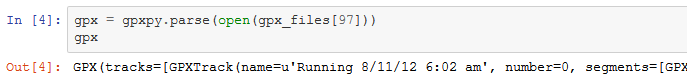 In [4]: gpx = gpxpy.parse(open(gpx_files[97]))
gpx
Out[4]: GPX(tracks=[GPXTrack(name=u'Running 8/11/12 6:02 am', number=0, segments=[GPX